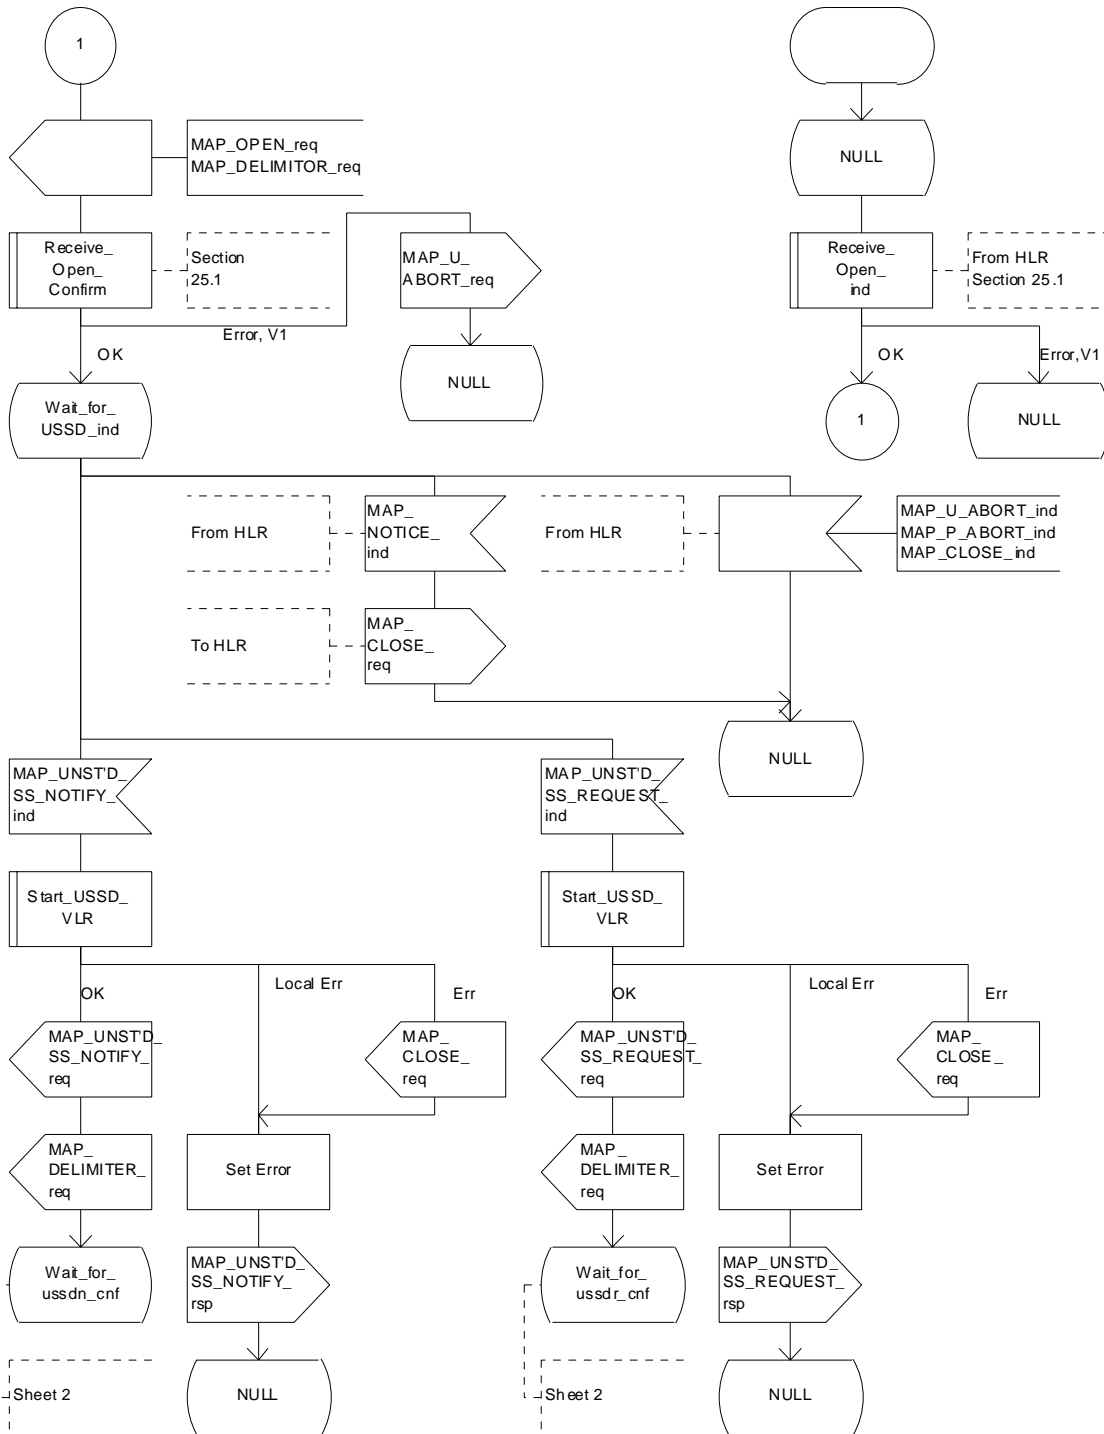 1
MAP_OPEN_req
MAP_DELIMITOR_req
NULL
Receive_
Open_
Confirm
Section
25.1
MAP_U_
ABORT_req
Receive_
Open_
ind
From HLR
Section 25.1
Error, V1
OK
NULL
OK
Error,V1
Wait_for_
USSD_ind
1
NULL
From HLR
MAP_
NOTICE_
ind
From HLR
MAP_U_ABORT_ind
MAP_P_ABORT_ind
MAP_CLOSE_ind
To HLR
MAP_
CLOSE_
req
NULL
MAP_UNST'D_
SS_NOTIFY_
ind
MAP_UNST'D_
SS_REQUEST_
ind
Start_USSD_
VLR
Start_USSD_
VLR
OK
Local Err
Err
OK
Local Err
Err
MAP_UNST'D_
SS_NOTIFY_
req
MAP_
CLOSE_
req
MAP_UNST'D_
SS_REQUEST_
req
MAP_
CLOSE_
req
MAP_
DELIMITER_
req
Set Error
MAP_
DELIMITER_
req
Set Error
Wait_for_
ussdn_cnf
MAP_UNST'D_
SS_NOTIFY_
rsp
Wait_for_
ussdr_cnf
MAP_UNST'D_
SS_REQUEST_
rsp
Sheet 2
NULL
Sheet 2
NULL